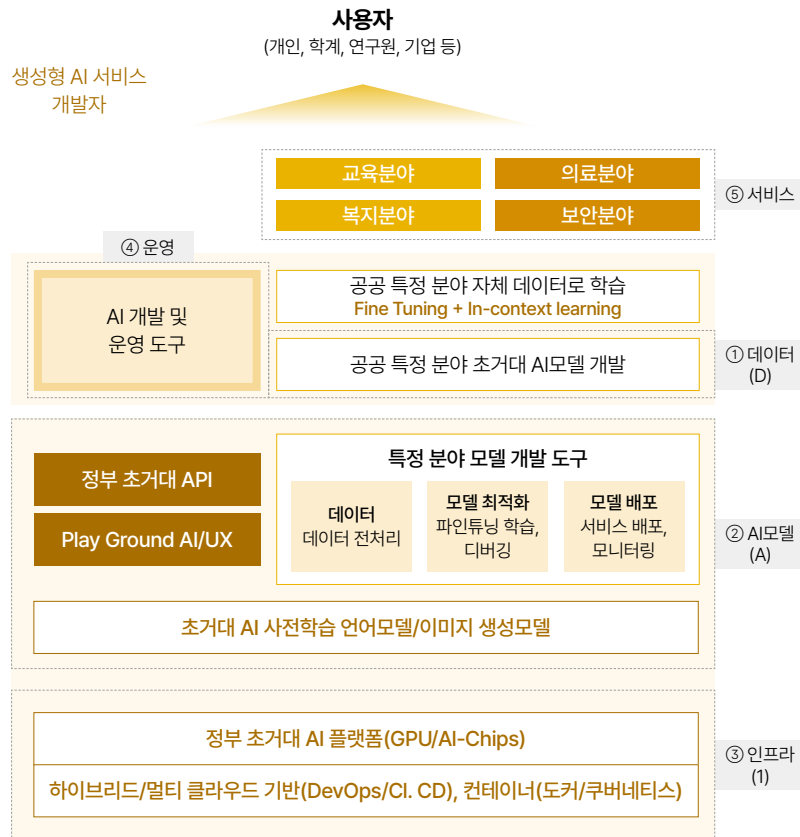 사용자
(개인, 학계, 연구원, 기업 등)
생성형 AI 서비스
개발자
교육분야
의료분야
복지분야
보안분야
⑤ 서비스
④ 운영
AI 개발 및
운영 도구
공공 특정 분야 자체 데이터로 학습
Fine Tuning + In-context learning
공공 특정 분야 초거대 AI모델 개발
① 데이터
(D)
정부 초거대 API
Play Ground AI/UX
특정 분야 모델 개발 도구
데이터
데이터 전처리
모델 최적화
파인튜닝 학습,
디버깅
모델 배포
서비스 배포,
모니터링
② AI모델
(A)
초거대 AI 사전학습 언어모델/이미지 생성모델
정부 초거대 AI 플랫폼(GPU/AI-Chips)
하이브리드/멀티 클라우드 기반(DevOps/CI. CD), 컨테이너(도커/쿠버네티스)
③ 인프라
(1)